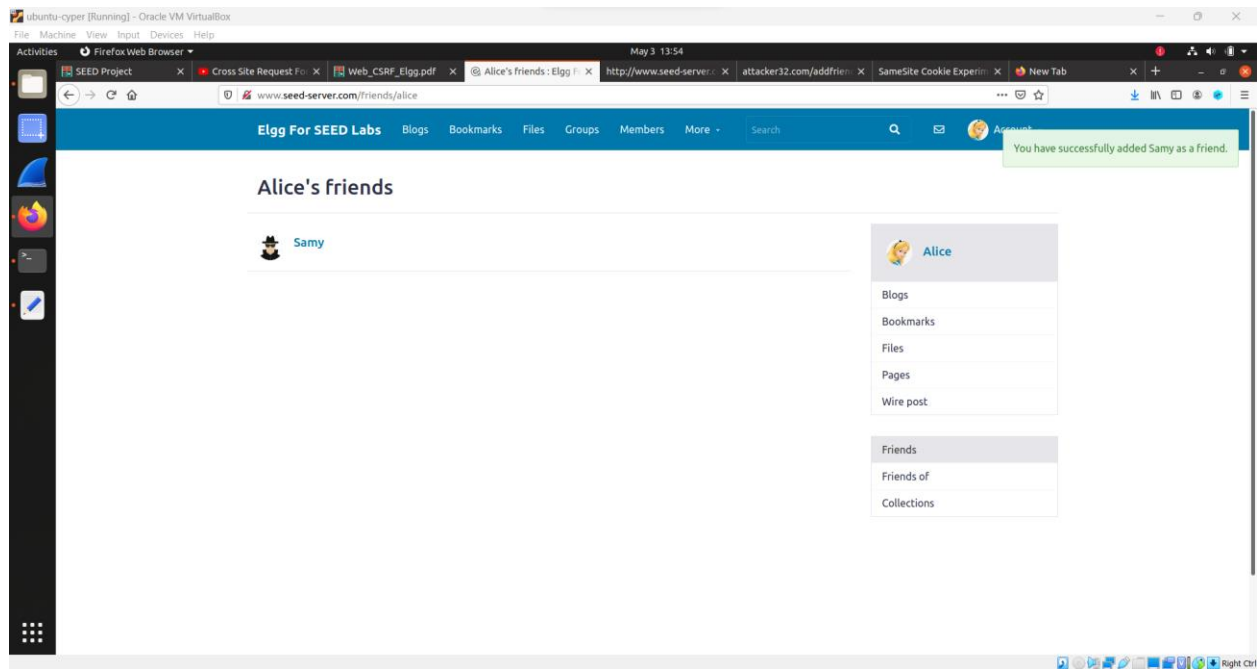 ubuntu-cyper [Running] - Oracle VM VirtualBox
File Machine View Input Devices Help
Activities Firefox Web Browser May 3 13:54
SEED Project Cross Site Request Fo Web_CSRF_Elgg.pdf Alice's friends : Elgg Fo http://www.seed-server.c attacker32.com/addfrien SameSite Cookie Experim New Tab
www.seed-server.com/friends/alice
Elgg For SEED Labs Blogs Bookmarks Files Groups Members More Search Account
You have successfully added Samy as a friend.
Alice's friends
Samy
Alice
Blogs
Bookmarks
Files
Pages
Wire post
Friends
Friends of
Collections
Right Ctrl